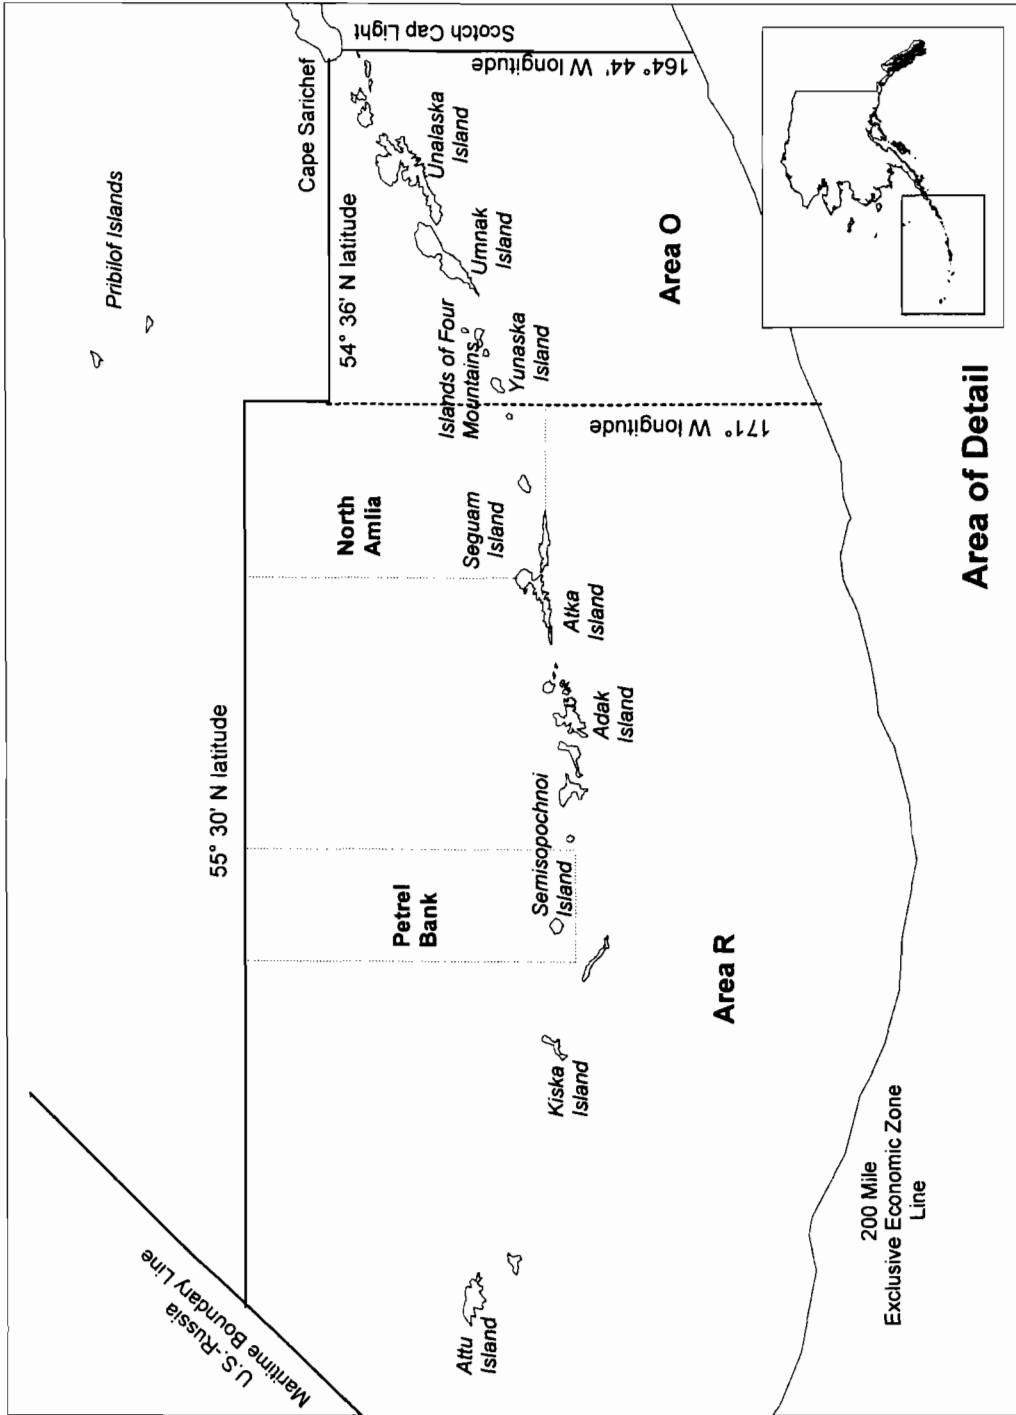 U.S.-Russia
Maritime Boundary Line
55° 30' N latitude
Pribilof Islands
54° 36' N latitude
Cape Sarichef
Scotch Cap Light
164° 44' W longitude
Petrel
Bank
North
Amlia
Attu
Island
Kiska
Island
Semisopochnoi
Island
Adak
Island
Atka
Island
Seguam
Island
Islands of Four
Mountains
Yunaska
Island
Umnak
Island
Unalaska
Island
171° W longitude
Area R
Area O
200 Mile
Exclusive Economic Zone
Line
Area of Detail